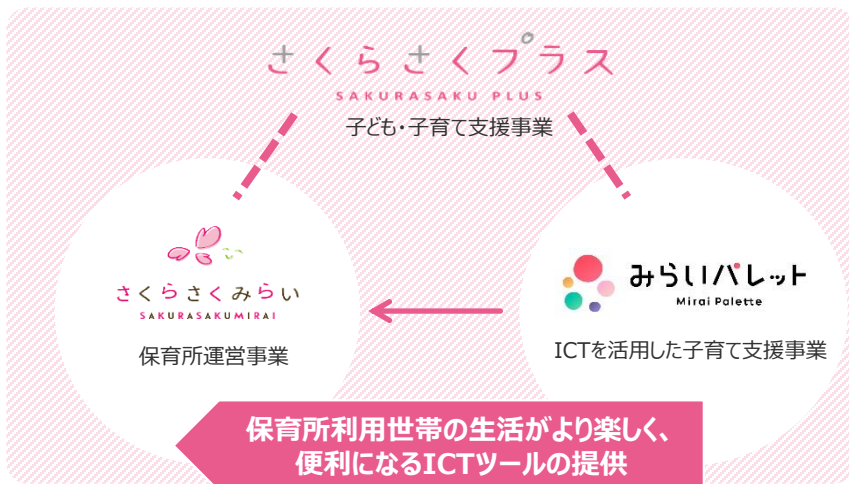 さくらさくプラス
SAKURASAKU PLUS
子ども・子育て支援事業
さくらさくみらい
SAKURASAKUMIRAI
保育所運営事業
みらいパレット
Mirai Palette
ICTを活用した子育て支援事業
保育所利用世帯の生活がより楽しく、
便利になるICTツールの提供